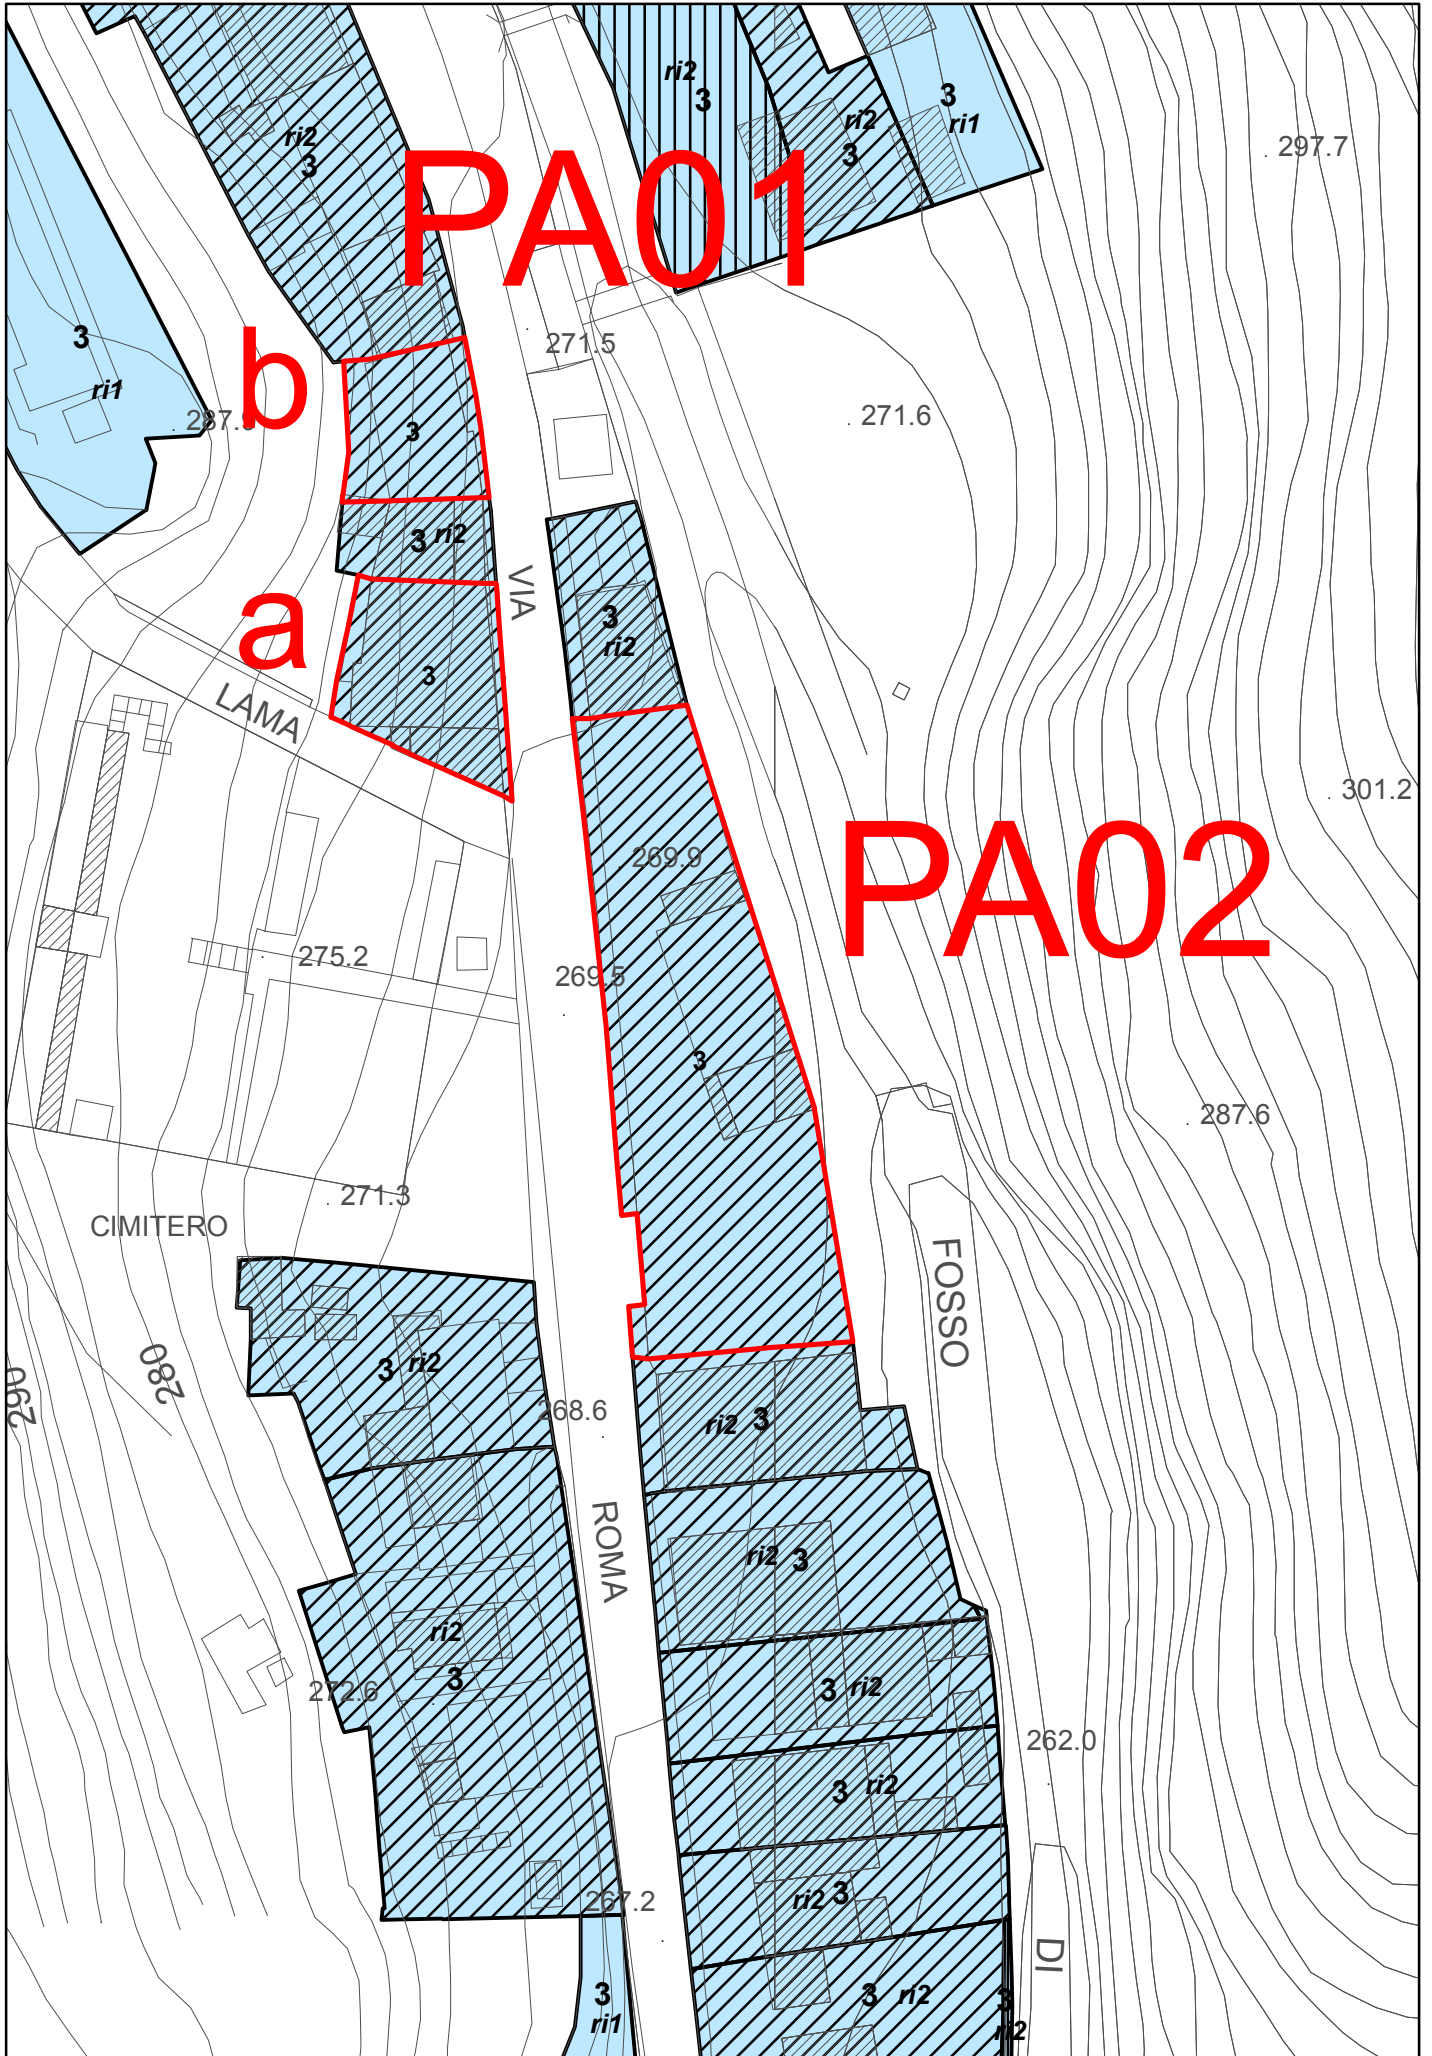 ri2
3
ri2
3
ri2
3
3
ri1
297.7
PA01
3
ri1
287.9
b
271.5
271.6
3
3 ri2
VIA
a
3
ri2
3
LAMA
301.2
269.9
PA02
275.2
269.5
3
287.6
271.3
CIMITERO
FOSSO
280
290
3 ri2
268.6
ri2 3
ROMA
ri2 3
ri2
3
272.6
3 ri2
262.0
3 ri2
267.2
ri2 3
DI
3
ri1
3 ri2
3
ri2